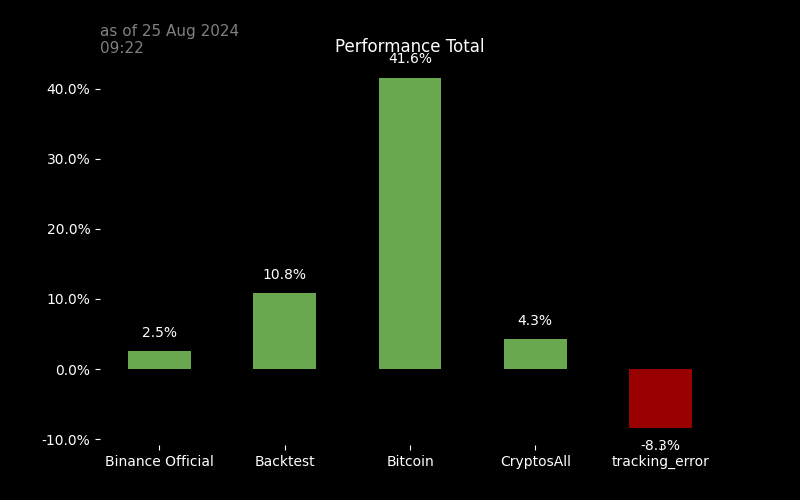 as of 25 Aug 2024
09:22
Performance Total
41.6%
40.0%
30.0%
20.0%
10.8%
10.0%
2.5%
4.3%
0.0%
-10.0%
-8.3%
Binance Official
Backtest
Bitcoin
CryptosAll
tracking_error